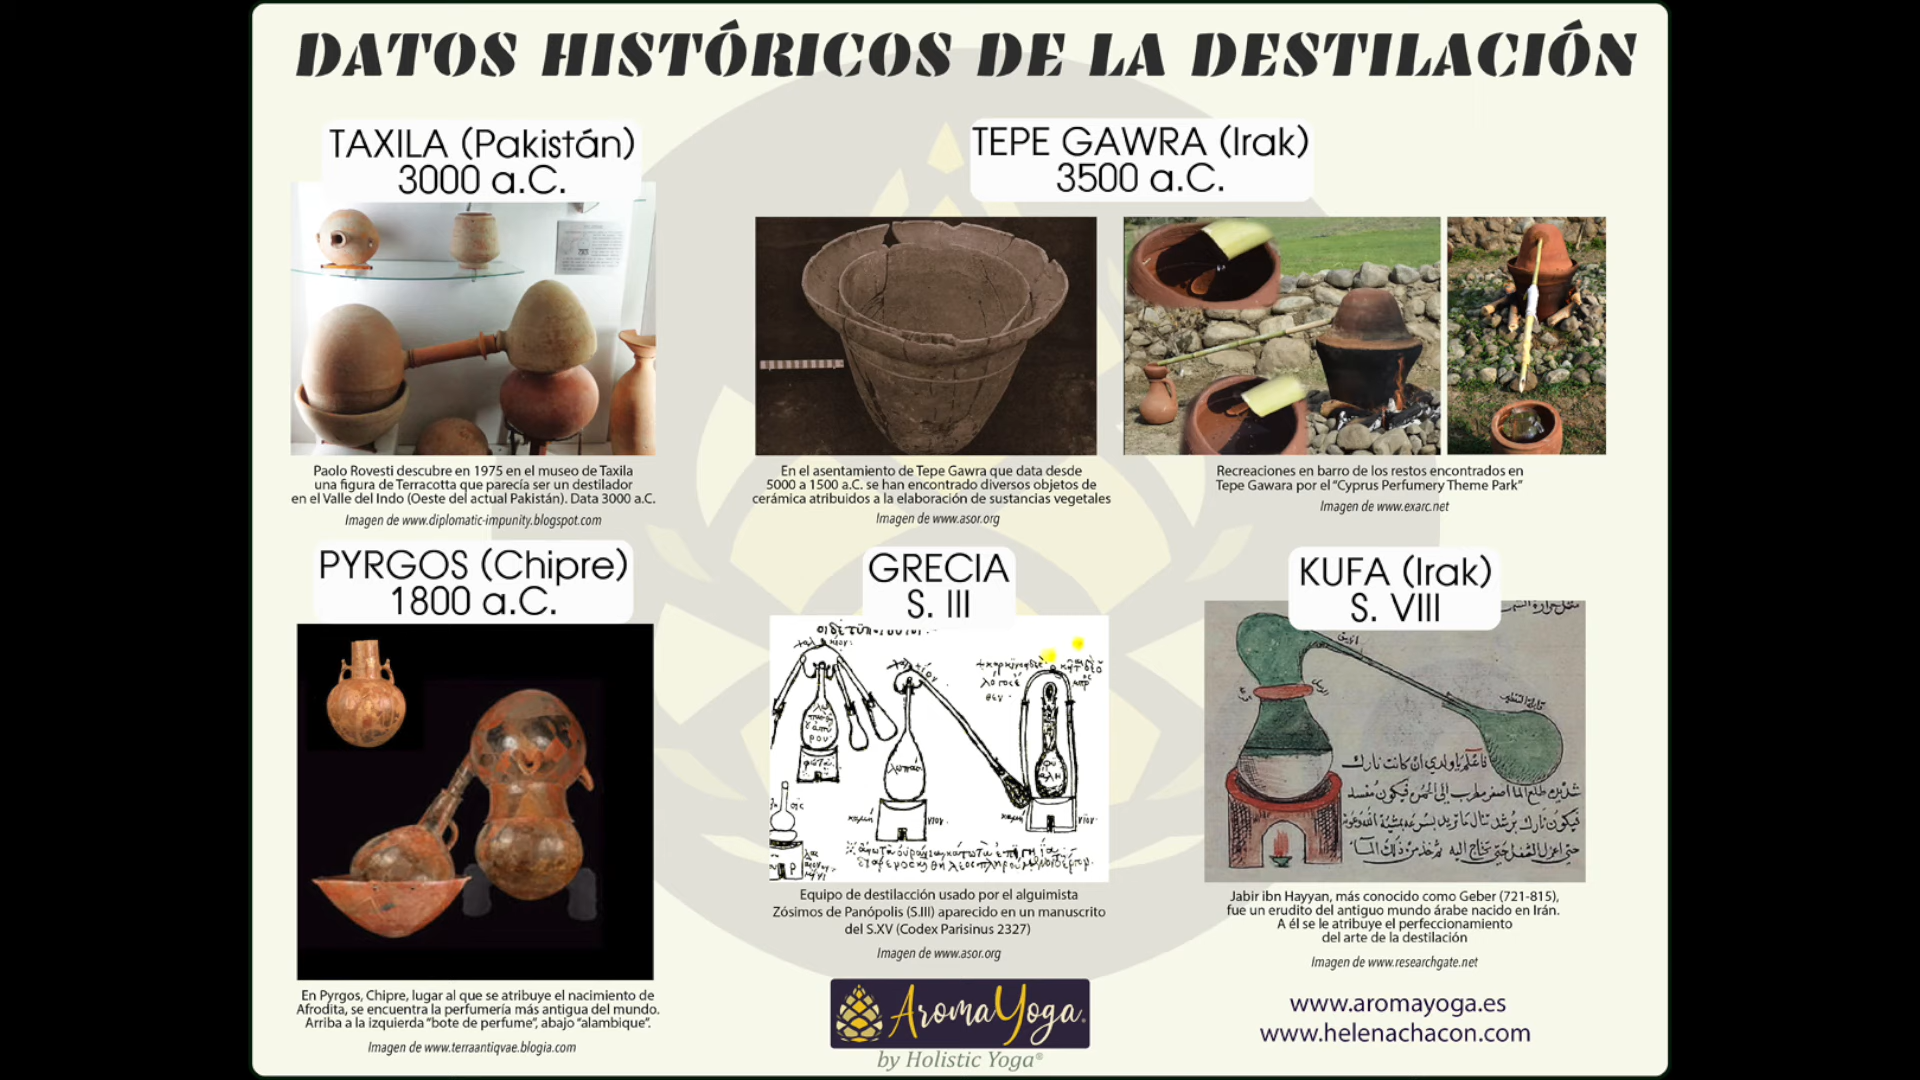 DATOS HISTÓRICOS DE LA DESTILACIÓN
TAXILA (Pakistán)
3000 a.C.
Paolo Rovesti descubre en 1975 en el museo de Taxila
una figura de Terracotta que parecía ser un destilador
en el Valle del Indo (Oeste del actual Pakistán). Data 3000 a.C.
Imagen de www.diplomatic-impunity.blogspot.com
TEPE GAWRA (Irak)
3500 a.C.
En el asentamiento de Tepe Gawra que data desde
5000 a 1500 a.C. se han encontrado diversos objetos de
cerámica atribuidos a la elaboración de sustancias vegetales
Imagen de www.asor.org
Recreaciones en barro de los restos encontrados en
Tepe Gawara por el “Cyprus Perfumery Theme Park”
Imagen de www.exarc.net
PYRGOS (Chipre)
1800 a.C.
En Pyrgos, Chipre, lugar al que se atribuye el nacimiento de
Afrodita, se encuentra la perfumería más antigua del mundo.
Arriba a la izquierda “bote de perfume”, abajo “alambique”.
Imagen de www.terraantiqvae.blogia.com
GRECIA
S. III
Equipo de destilacción usado por el alguimista
Zósimos de Panópolis (S.III) aparecido en un manuscrito
del S.XV (Codex Parisinus 2327)
Imagen de www.asor.org
KUFA (Irak)
S. VIII
Jabir ibn Hayyan, más conocido como Geber (721-815),
fue un erudito del antiguo mundo árabe nacido en Irán.
A él se le atribuye el perfeccionamiento
del arte de la destilación
Imagen de www.researchgate.net
AromaYoga®
by Holistic Yoga®
www.aromayoga.es
www.helenachacon.com